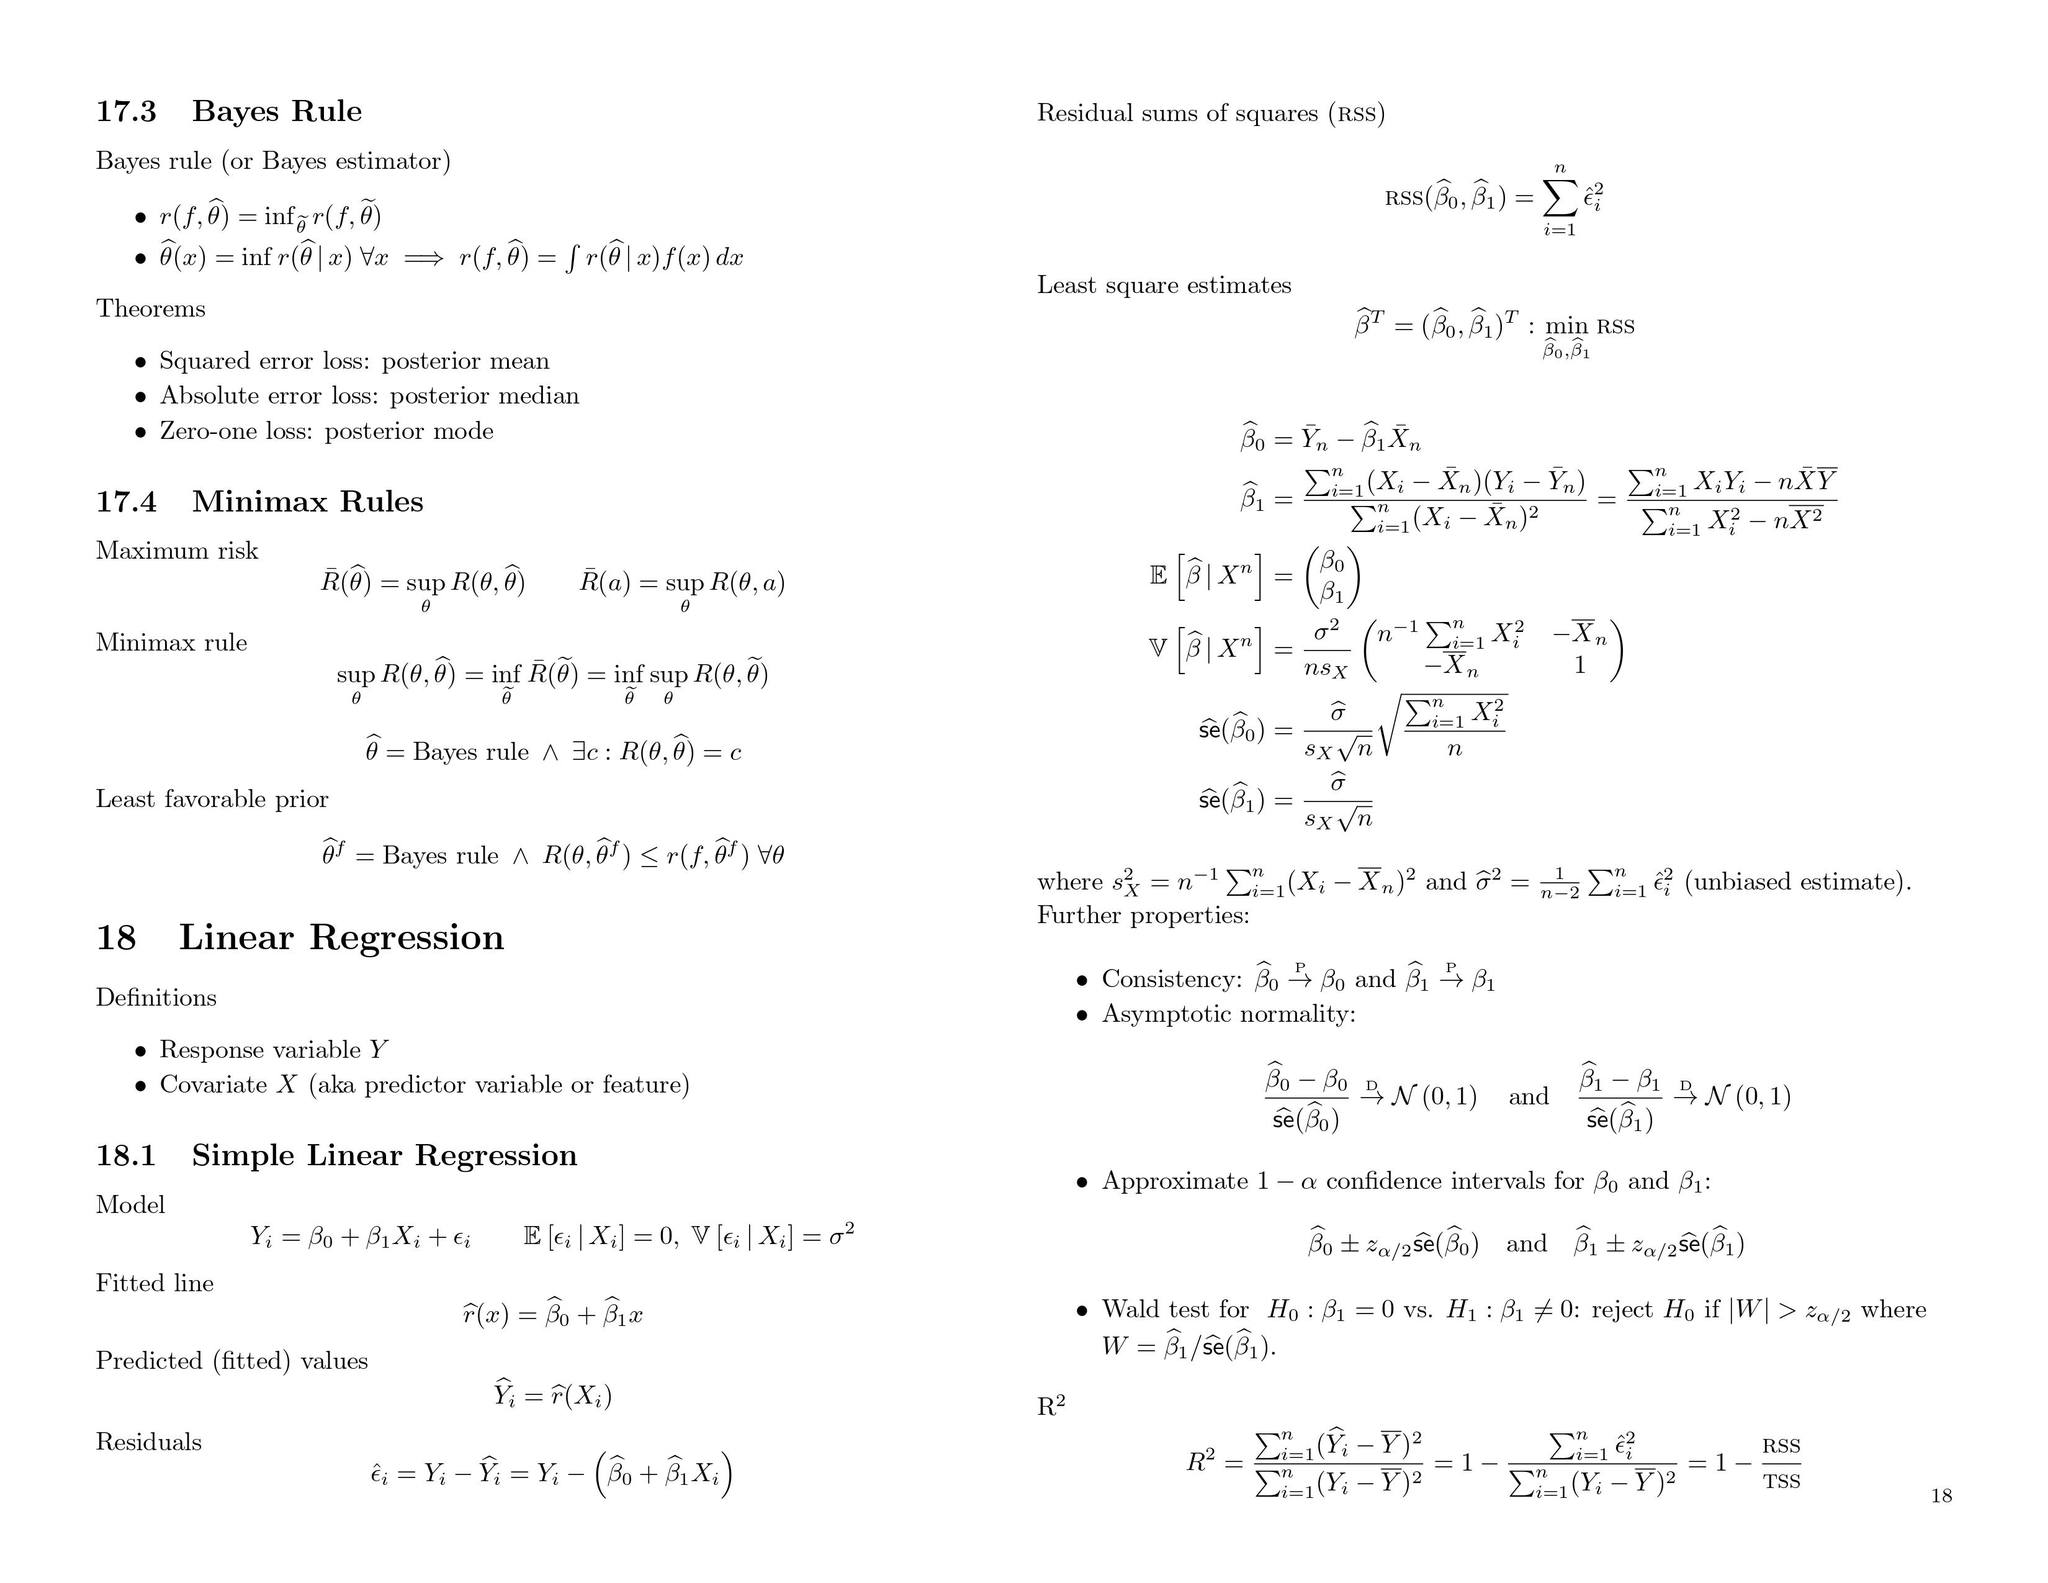 17.3 Bayes Rule
Bayes rule (or Bayes estimator)
• $r(f, \widehat{\theta}) = \inf_{\widetilde{\theta}} r(f, \widetilde{\theta})$
• $\widehat{\theta}(x) = \inf r(\widehat{\theta} \,|\, x) \; \forall x \implies r(f, \widehat{\theta}) = \int r(\widehat{\theta} \,|\, x) f(x) \, dx$
Theorems
• Squared error loss: posterior mean
• Absolute error loss: posterior median
• Zero-one loss: posterior mode
17.4 Minimax Rules
Maximum risk
$\bar{R}(\widehat{\theta}) = \sup_{\theta} R(\theta, \widehat{\theta}) \qquad \bar{R}(a) = \sup_{\theta} R(\theta, a)$
Minimax rule
$\sup_{\theta} R(\theta, \widehat{\theta}) = \inf_{\widetilde{\theta}} \bar{R}(\widetilde{\theta}) = \inf_{\widetilde{\theta}} \sup_{\theta} R(\theta, \widetilde{\theta})$
$\widehat{\theta} = \text{Bayes rule} \;\wedge\; \exists c : R(\theta, \widehat{\theta}) = c$
Least favorable prior
$\widehat{\theta}^f = \text{Bayes rule} \;\wedge\; R(\theta, \widehat{\theta}^f) \leq r(f, \widehat{\theta}^f) \; \forall \theta$
18 Linear Regression
Definitions
• Response variable $Y$
• Covariate $X$ (aka predictor variable or feature)
18.1 Simple Linear Regression
Model
$Y_i = \beta_0 + \beta_1 X_i + \epsilon_i \qquad \mathbb{E}[\epsilon_i \,|\, X_i] = 0, \; \mathbb{V}[\epsilon_i \,|\, X_i] = \sigma^2$
Fitted line
$\widehat{r}(x) = \widehat{\beta}_0 + \widehat{\beta}_1 x$
Predicted (fitted) values
$\widehat{Y}_i = \widehat{r}(X_i)$
Residuals
$\hat{\epsilon}_i = Y_i - \widehat{Y}_i = Y_i - \left(\widehat{\beta}_0 + \widehat{\beta}_1 X_i\right)$
Residual sums of squares (RSS)
$\text{RSS}(\widehat{\beta}_0, \widehat{\beta}_1) = \sum_{i=1}^{n} \hat{\epsilon}_i^2$
Least square estimates
$\widehat{\beta}^T = (\widehat{\beta}_0, \widehat{\beta}_1)^T : \min_{\widehat{\beta}_0, \widehat{\beta}_1} \text{RSS}$
$\widehat{\beta}_0 = \bar{Y}_n - \widehat{\beta}_1 \bar{X}_n$
$\widehat{\beta}_1 = \frac{\sum_{i=1}^n (X_i - \bar{X}_n)(Y_i - \bar{Y}_n)}{\sum_{i=1}^n (X_i - \bar{X}_n)^2} = \frac{\sum_{i=1}^n X_i Y_i - n\bar{X}\overline{Y}}{\sum_{i=1}^n X_i^2 - n\overline{X^2}}$
$\mathbb{E}\left[\widehat{\beta} \,|\, X^n\right] = \begin{pmatrix} \beta_0 \\ \beta_1 \end{pmatrix}$
$\mathbb{V}\left[\widehat{\beta} \,|\, X^n\right] = \frac{\sigma^2}{n s_X} \begin{pmatrix} n^{-1} \sum_{i=1}^n X_i^2 & -\overline{X}_n \\ -\overline{X}_n & 1 \end{pmatrix}$
$\widehat{\text{se}}(\widehat{\beta}_0) = \frac{\widehat{\sigma}}{s_X \sqrt{n}} \sqrt{\frac{\sum_{i=1}^n X_i^2}{n}}$
$\widehat{\text{se}}(\widehat{\beta}_1) = \frac{\widehat{\sigma}}{s_X \sqrt{n}}$
where $s_X^2 = n^{-1} \sum_{i=1}^n (X_i - \overline{X}_n)^2$ and $\widehat{\sigma}^2 = \frac{1}{n-2} \sum_{i=1}^n \hat{\epsilon}_i^2$ (unbiased estimate).
Further properties:
• Consistency: $\widehat{\beta}_0 \xrightarrow{\text{P}} \beta_0$ and $\widehat{\beta}_1 \xrightarrow{\text{P}} \beta_1$
• Asymptotic normality:
$\frac{\widehat{\beta}_0 - \beta_0}{\widehat{\text{se}}(\widehat{\beta}_0)} \xrightarrow{\text{D}} \mathcal{N}(0, 1) \quad \text{and} \quad \frac{\widehat{\beta}_1 - \beta_1}{\widehat{\text{se}}(\widehat{\beta}_1)} \xrightarrow{\text{D}} \mathcal{N}(0, 1)$
• Approximate $1 - \alpha$ confidence intervals for $\beta_0$ and $\beta_1$:
$\widehat{\beta}_0 \pm z_{\alpha/2} \widehat{\text{se}}(\widehat{\beta}_0) \quad \text{and} \quad \widehat{\beta}_1 \pm z_{\alpha/2} \widehat{\text{se}}(\widehat{\beta}_1)$
• Wald test for $H_0 : \beta_1 = 0$ vs. $H_1 : \beta_1 \neq 0$: reject $H_0$ if $|W| > z_{\alpha/2}$ where
$W = \widehat{\beta}_1 / \widehat{\text{se}}(\widehat{\beta}_1)$.
R$^2$
$R^2 = \frac{\sum_{i=1}^n (\widehat{Y}_i - \overline{Y})^2}{\sum_{i=1}^n (Y_i - \overline{Y})^2} = 1 - \frac{\sum_{i=1}^n \hat{\epsilon}_i^2}{\sum_{i=1}^n (Y_i - \overline{Y})^2} = 1 - \frac{\text{RSS}}{\text{TSS}}$
18